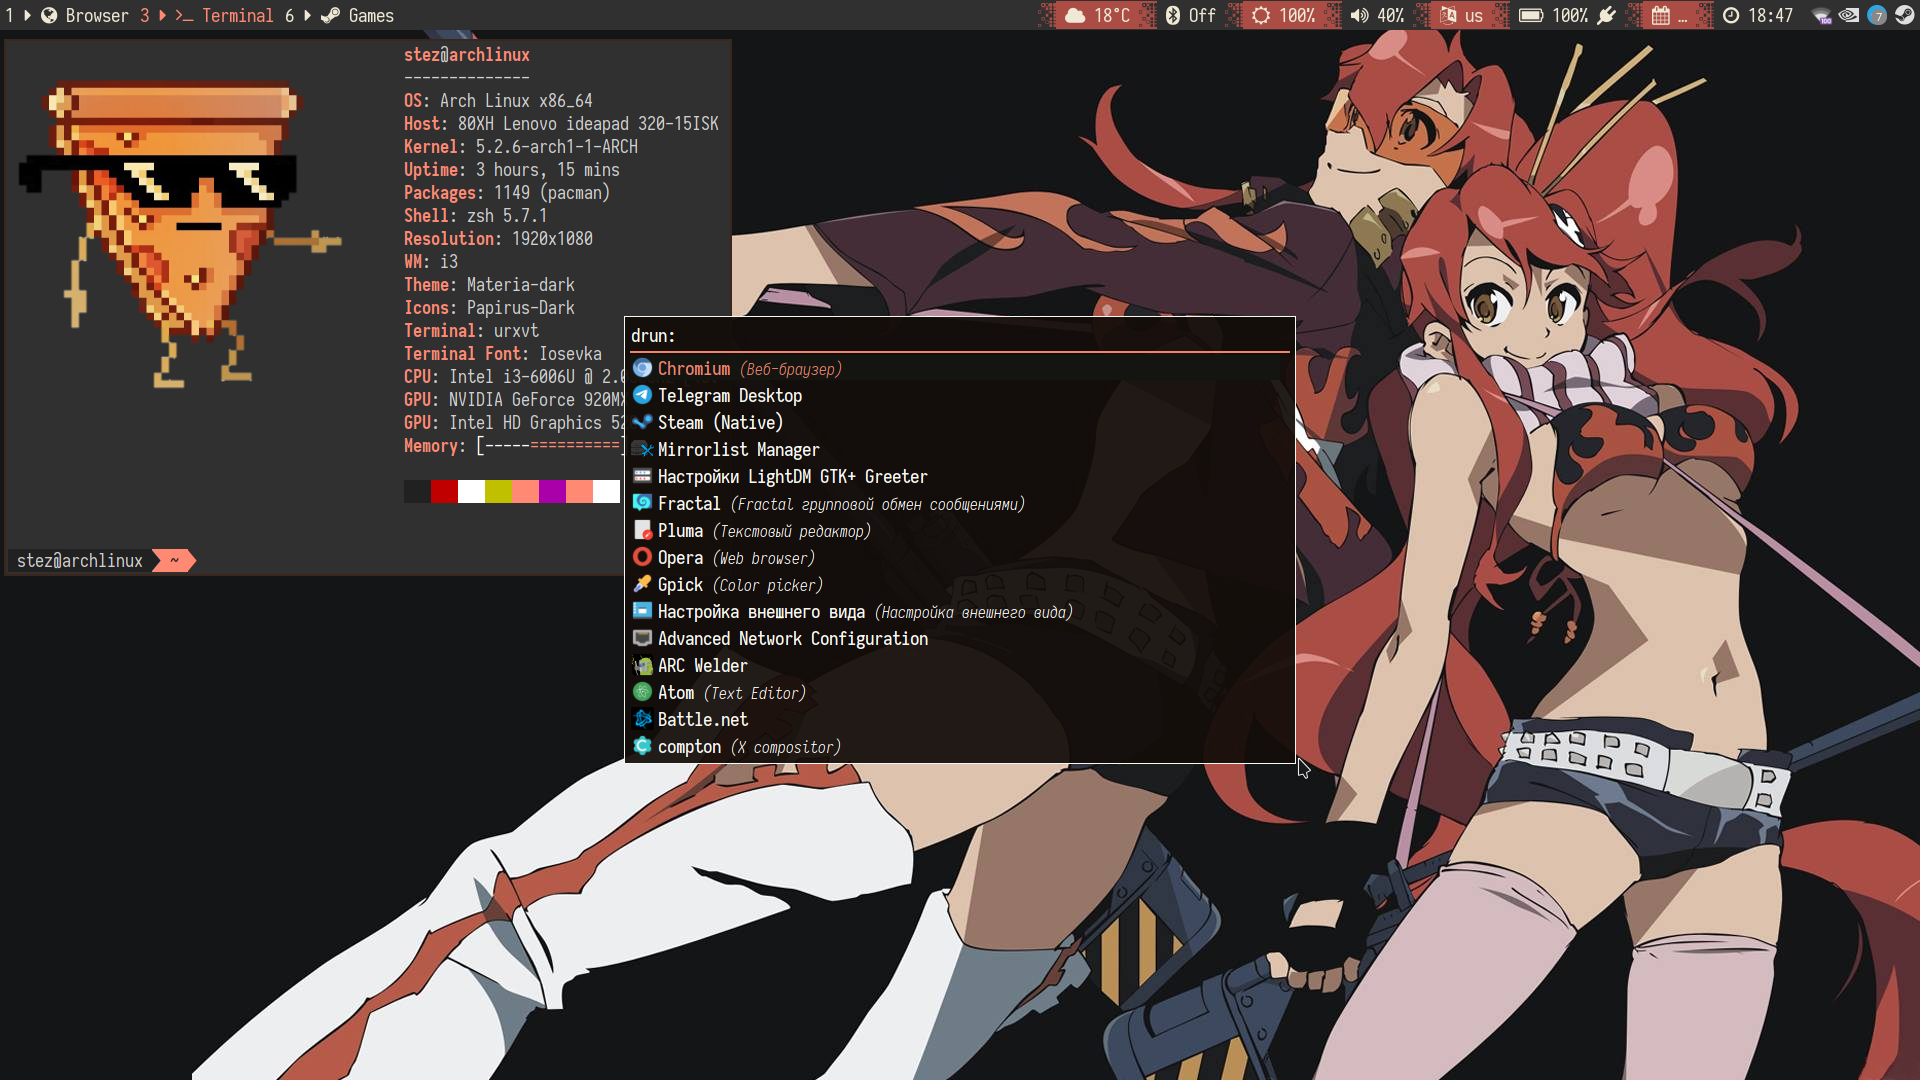 1 Browser 3 >_ Terminal 6 Games 18°C Off 100% 40% us 100% … 18:47 7
stez@archlinux
--------------
OS: Arch Linux x86_64
Host: 80XH Lenovo ideapad 320-15ISK
Kernel: 5.2.6-arch1-1-ARCH
Uptime: 3 hours, 15 mins
Packages: 1149 (pacman)
Shell: zsh 5.7.1
Resolution: 1920x1080
WM: i3
Theme: Materia-dark
Icons: Papirus-Dark
Terminal: urxvt
Terminal Font: Iosevka
CPU: Intel i3-6006U @ 2.0
GPU: NVIDIA GeForce 920MX
GPU: Intel HD Graphics 52
Memory: [-----==========]
stez@archlinux ~
drun:
Chromium (Веб-браузер)
Telegram Desktop
Steam (Native)
Mirrorlist Manager
Настройки LightDM GTK+ Greeter
Fractal (Fractal групповой обмен сообщениями)
Pluma (Текстовый редактор)
Opera (Web browser)
Gpick (Color picker)
Настройка внешнего вида (Настройка внешнего вида)
Advanced Network Configuration
ARC Welder
Atom (Text Editor)
Battle.net
compton (X compositor)